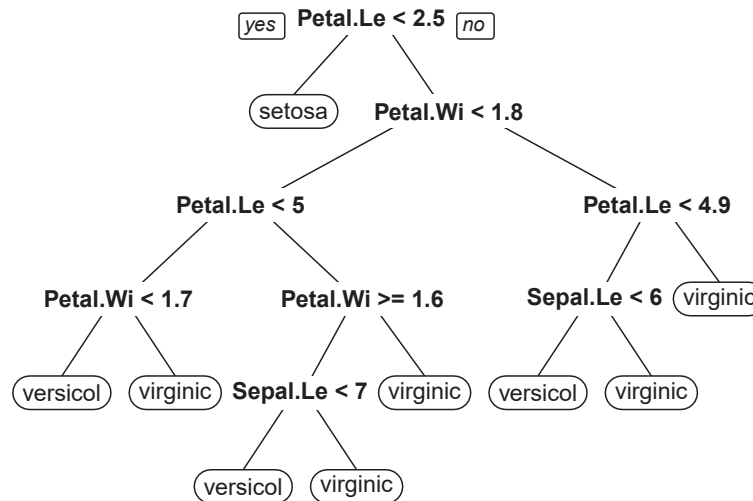 yes Petal.Le < 2.5 no
setosa
Petal.Wi < 1.8
Petal.Le < 5
Petal.Le < 4.9
Petal.Wi < 1.7
Petal.Wi >= 1.6
Sepal.Le < 6
virginic
versicol
virginic
Sepal.Le < 7
virginic
versicol
virginic
versicol
virginic